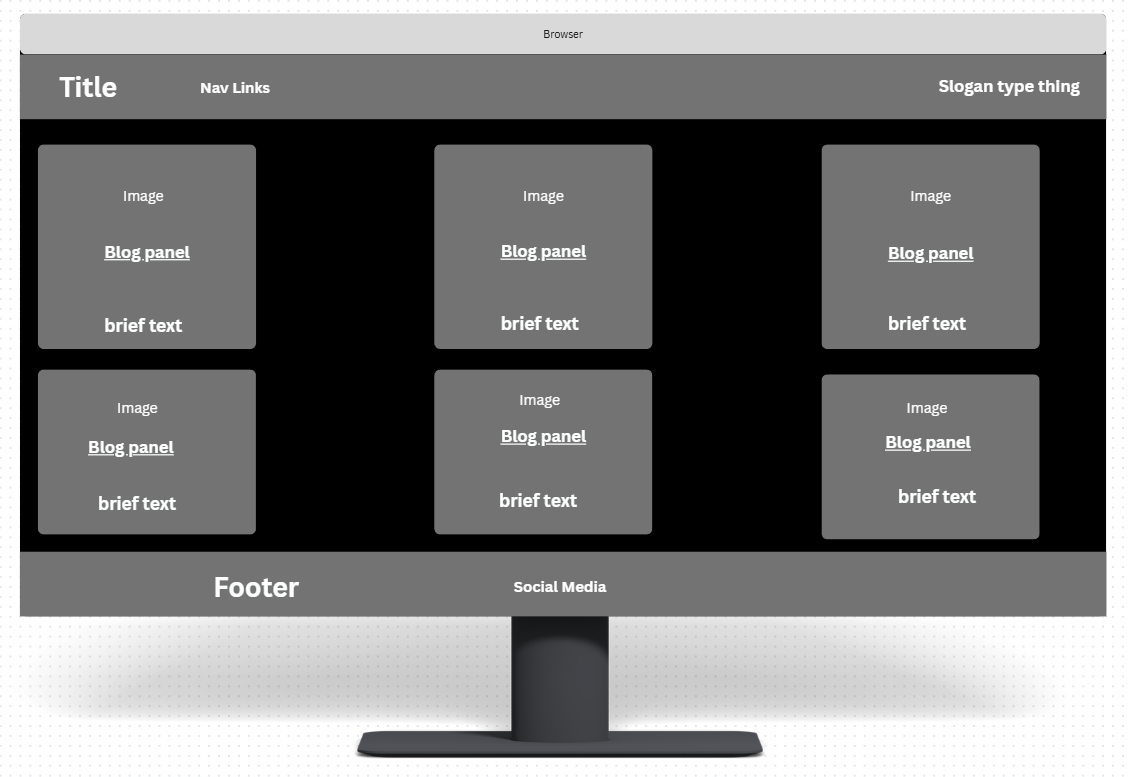 Browser
Title
Nav Links
Slogan type thing
Image
Blog panel
brief text
Image
Blog panel
brief text
Image
Blog panel
brief text
Image
Blog panel
brief text
Image
Blog panel
brief text
Image
Blog panel
brief text
Footer
Social Media